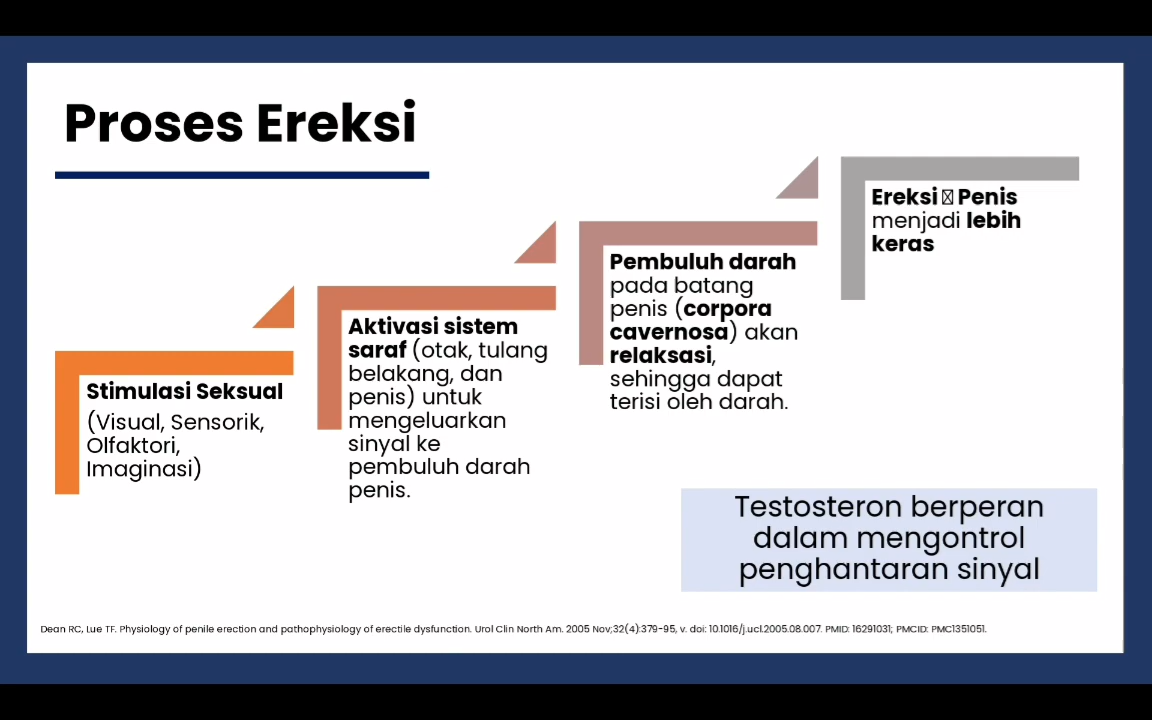 Proses Ereksi
Stimulasi Seksual
(Visual, Sensorik,
Olfaktori,
Imaginasi)
Aktivasi sistem
saraf (otak, tulang
belakang, dan
penis) untuk
mengeluarkan
sinyal ke
pembuluh darah
penis.
Pembuluh darah
pada batang
penis (corpora
cavernosa) akan
relaksasi,
sehingga dapat
terisi oleh darah.
Ereksi Penis
menjadi lebih
keras
Testosteron berperan
dalam mengontrol
penghantaran sinyal
Dean RC, Lue TF. Physiology of penile erection and pathophysiology of erectile dysfunction. Urol Clin North Am. 2005 Nov;32(4):379-95, v. doi: 10.1016/j.ucl.2005.08.007. PMID: 16291031; PMCID: PMC1351051.